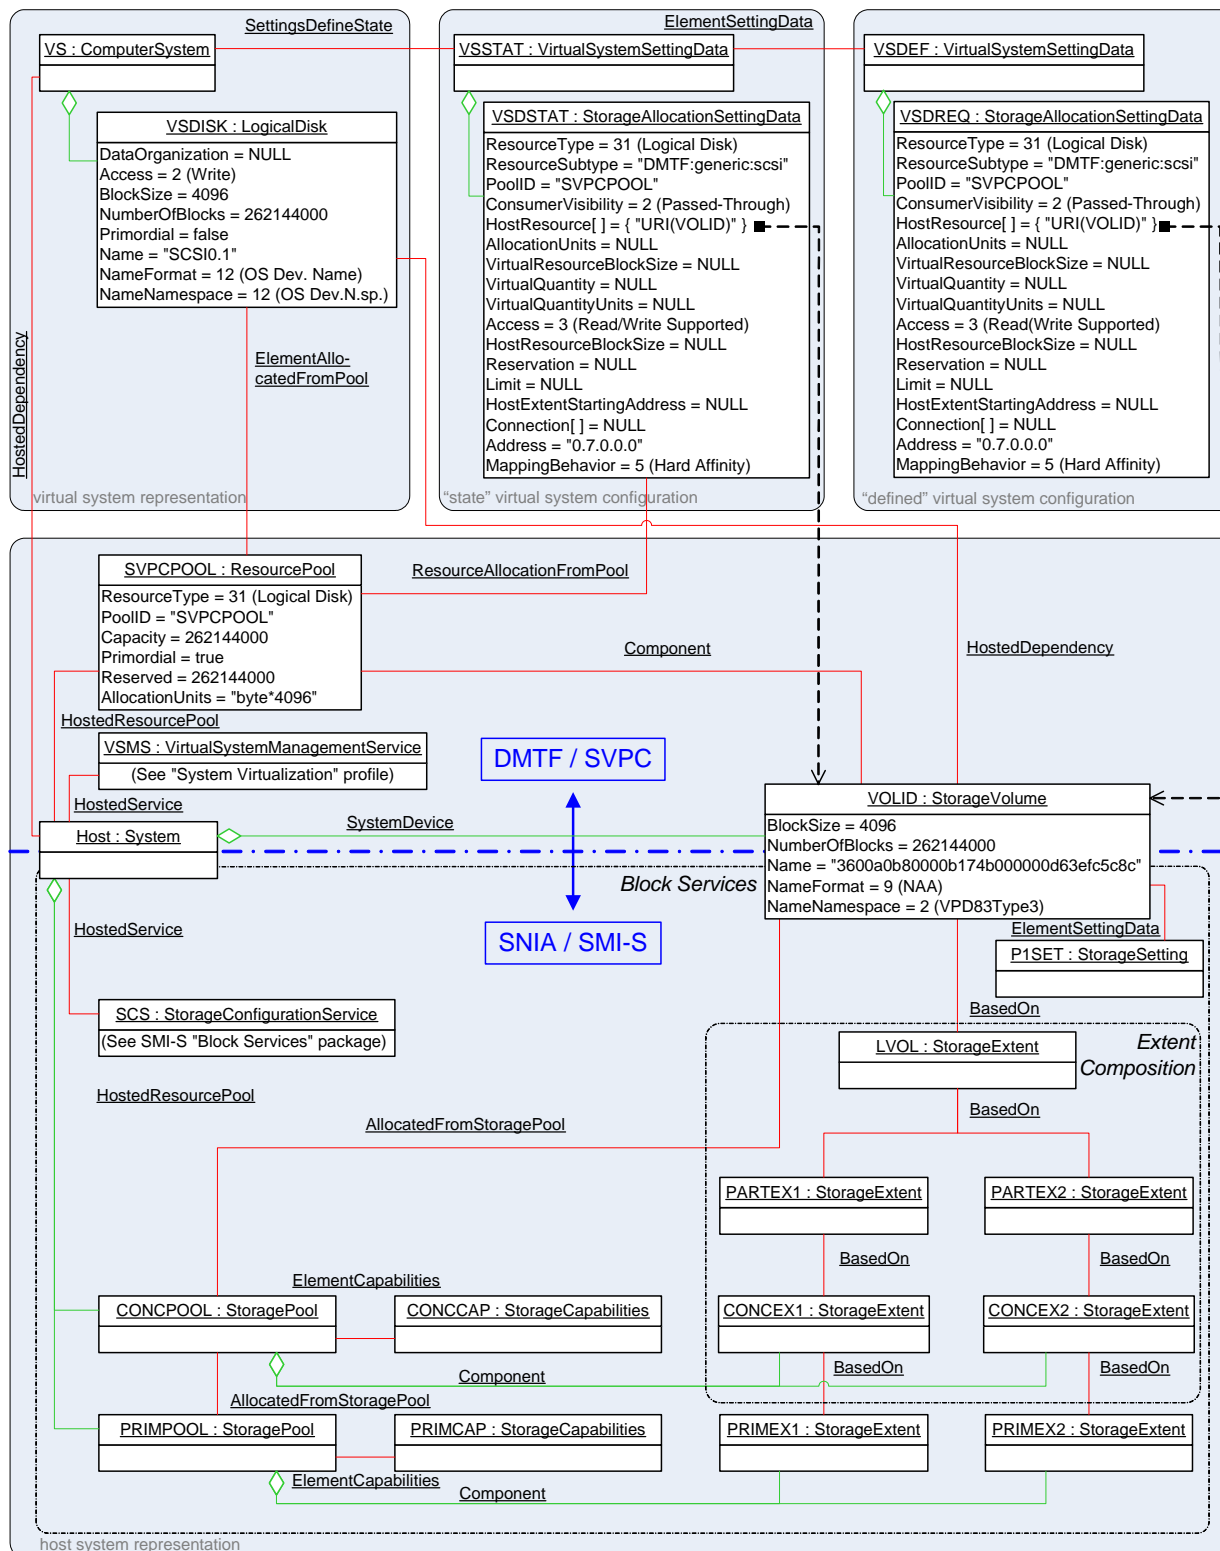 SettingsDefineState
ElementSettingData
VS : ComputerSystem
VSSTAT : VirtualSystemSettingData
VSDEF : VirtualSystemSettingData
VSDISK : LogicalDisk
DataOrganization = NULL
Access = 2 (Write)
BlockSize = 4096
NumberOfBlocks = 262144000
Primordial = false
Name = "SCSI0.1"
NameFormat = 12 (OS Dev. Name)
NameNamespace = 12 (OS Dev.N.sp.)
VSDSTAT : StorageAllocationSettingData
ResourceType = 31 (Logical Disk)
ResourceSubtype = "DMTF:generic:scsi"
PoolID = "SVPCPOOL"
ConsumerVisibility = 2 (Passed-Through)
HostResource[ ] = { "URI(VOLID)" }
AllocationUnits = NULL
VirtualResourceBlockSize = NULL
VirtualQuantity = NULL
VirtualQuantityUnits = NULL
Access = 3 (Read/Write Supported)
HostResourceBlockSize = NULL
Reservation = NULL
Limit = NULL
HostExtentStartingAddress = NULL
Connection[ ] = NULL
Address = "0.7.0.0.0"
MappingBehavior = 5 (Hard Affinity)
VSDREQ : StorageAllocationSettingData
ResourceType = 31 (Logical Disk)
ResourceSubtype = "DMTF:generic:scsi"
PoolID = "SVPCPOOL"
ConsumerVisibility = 2 (Passed-Through)
HostResource[ ] = { "URI(VOLID)" }
AllocationUnits = NULL
VirtualResourceBlockSize = NULL
VirtualQuantity = NULL
VirtualQuantityUnits = NULL
Access = 3 (Read(Write Supported)
HostResourceBlockSize = NULL
Reservation = NULL
Limit = NULL
HostExtentStartingAddress = NULL
Connection[ ] = NULL
Address = "0.7.0.0.0"
MappingBehavior = 5 (Hard Affinity)
HostedDependency
ElementAllo-
catedFromPool
virtual system representation
"state" virtual system configuration
"defined" virtual system configuration
SVPCPOOL : ResourcePool
ResourceType = 31 (Logical Disk)
PoolID = "SVPCPOOL"
Capacity = 262144000
Primordial = true
Reserved = 262144000
AllocationUnits = "byte*4096"
ResourceAllocationFromPool
Component
HostedDependency
HostedResourcePool
VSMS : VirtualSystemManagementService
(See "System Virtualization" profile)
HostedService
DMTF / SVPC
Host : System
SystemDevice
VOLID : StorageVolume
BlockSize = 4096
NumberOfBlocks = 262144000
Name = "3600a0b80000b174b000000d63efc5c8c"
NameFormat = 9 (NAA)
NameNamespace = 2 (VPD83Type3)
Block Services
HostedService
SNIA / SMI-S
ElementSettingData
P1SET : StorageSetting
SCS : StorageConfigurationService
(See SMI-S "Block Services" package)
BasedOn
LVOL : StorageExtent
Extent
Composition
HostedResourcePool
BasedOn
AllocatedFromStoragePool
PARTEX1 : StorageExtent
PARTEX2 : StorageExtent
BasedOn
BasedOn
ElementCapabilities
CONCPOOL : StoragePool
CONCCAP : StorageCapabilities
CONCEX1 : StorageExtent
CONCEX2 : StorageExtent
Component
BasedOn
BasedOn
AllocatedFromStoragePool
PRIMPOOL : StoragePool
PRIMCAP : StorageCapabilities
PRIMEX1 : StorageExtent
PRIMEX2 : StorageExtent
ElementCapabilities
Component
host system representation